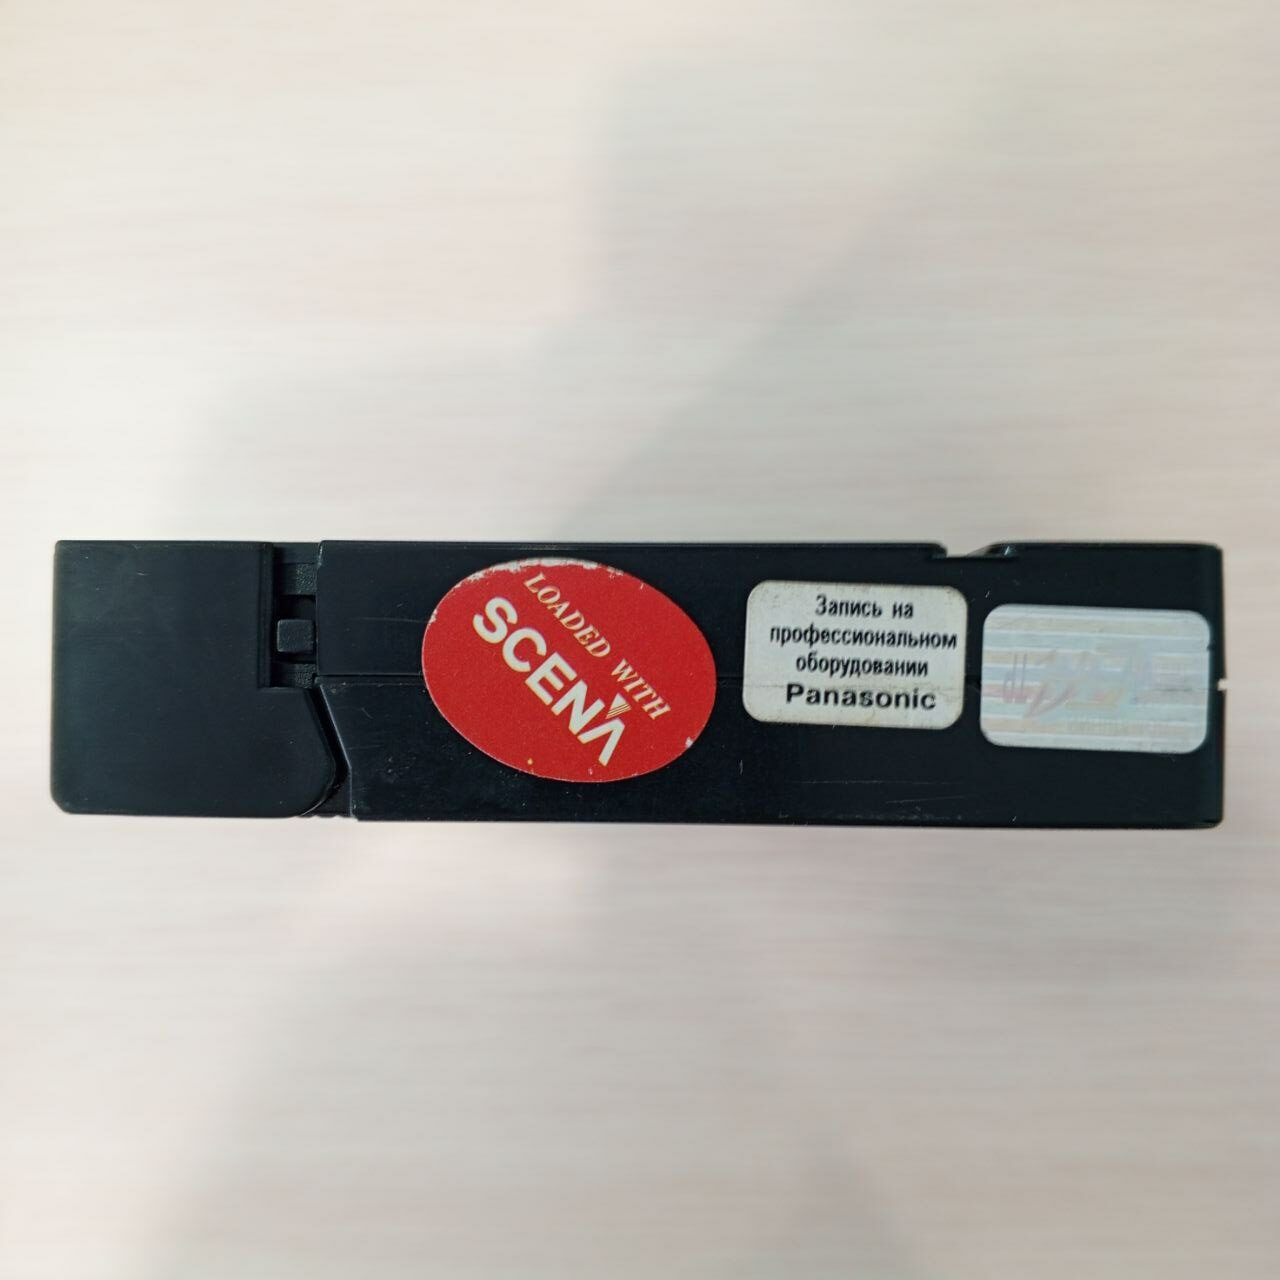 LOADED WITH
SCENA
Запись на
профессиональном
оборудовании
Panasonic